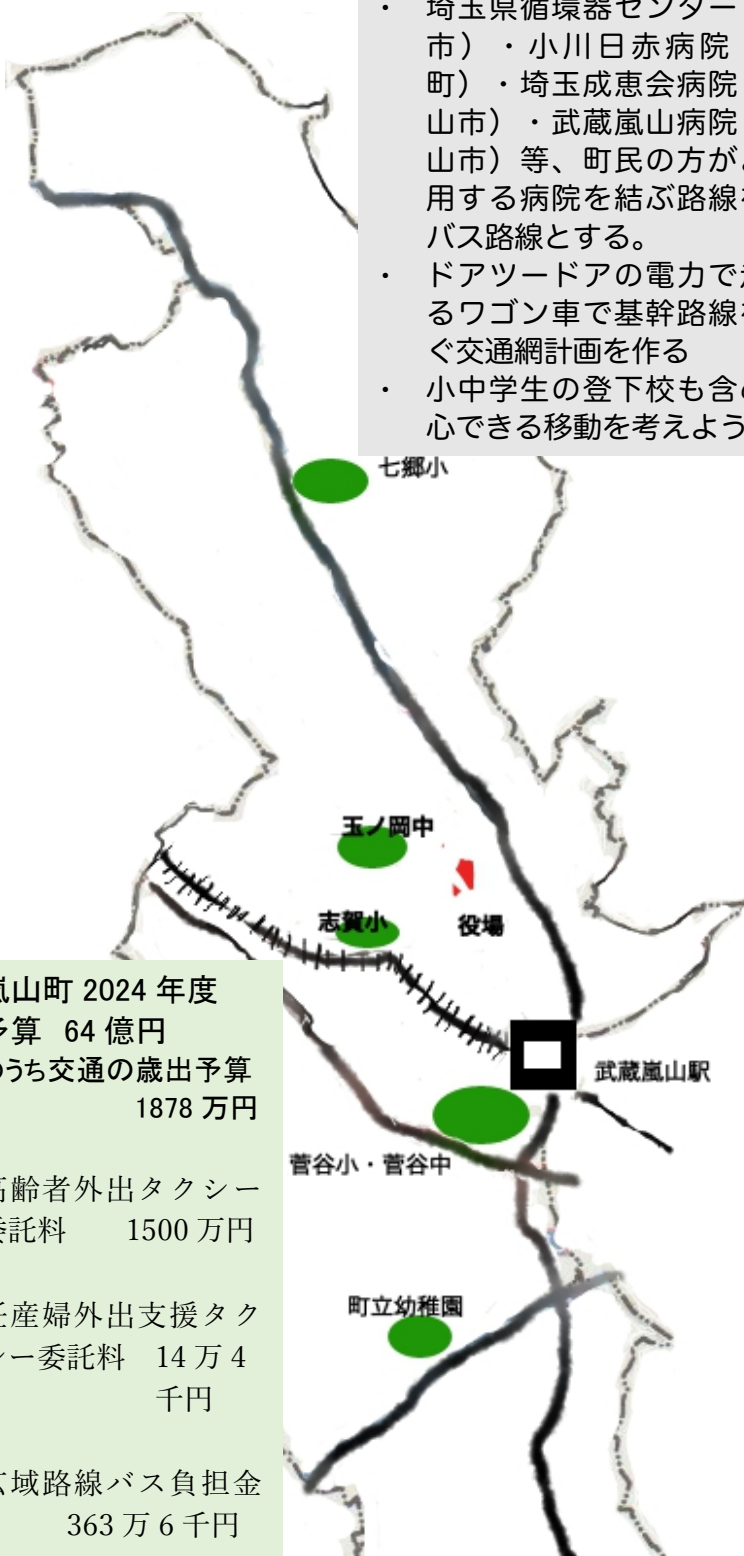 ・ 埼玉県循環器センター
市）・小川日赤病院
町）・埼玉成恵会病院
山市）・武蔵嵐山病院
山市）等、町民の方が
用する病院を結ぶ路線
バス路線とする。
・ ドアツードアの電力で
るワゴン車で基幹路線
ぐ交通網計画を作る
・ 小中学生の登下校も含
心できる移動を考えよう
七郷小
玉ノ岡中
志賀小
役場
武蔵嵐山駅
菅谷小・菅谷中
町立幼稚園
嵐山町 2024 年度
予算 64 億円
のうち交通の歳出予算
1878 万円
高齢者外出タクシー
委託料 1500 万円
妊産婦外出支援タク
シー委託料 14 万 4
千円
広域路線バス負担金
363 万 6 千円